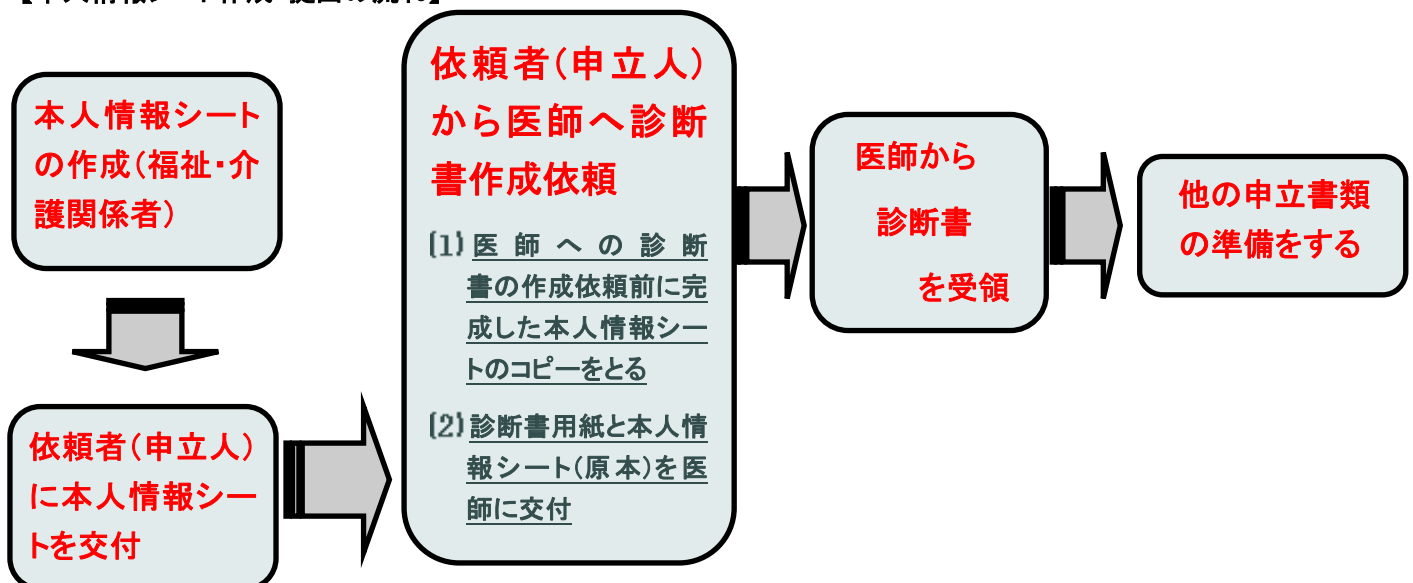 本人情報シートの作成(福祉・介護関係者)
依頼者(申立人)
に本人情報シー
トを交付
依頼者(申立人)
から医師へ診断
書作成依頼
(1)医師への診断
書の作成依頼前に完
成した本人情報シー
トのコピーをとる
(2)診断書用紙と本人情
報シート(原本)を医
師に交付
医師から
診断書
を受領
他の申立書類
の準備をする